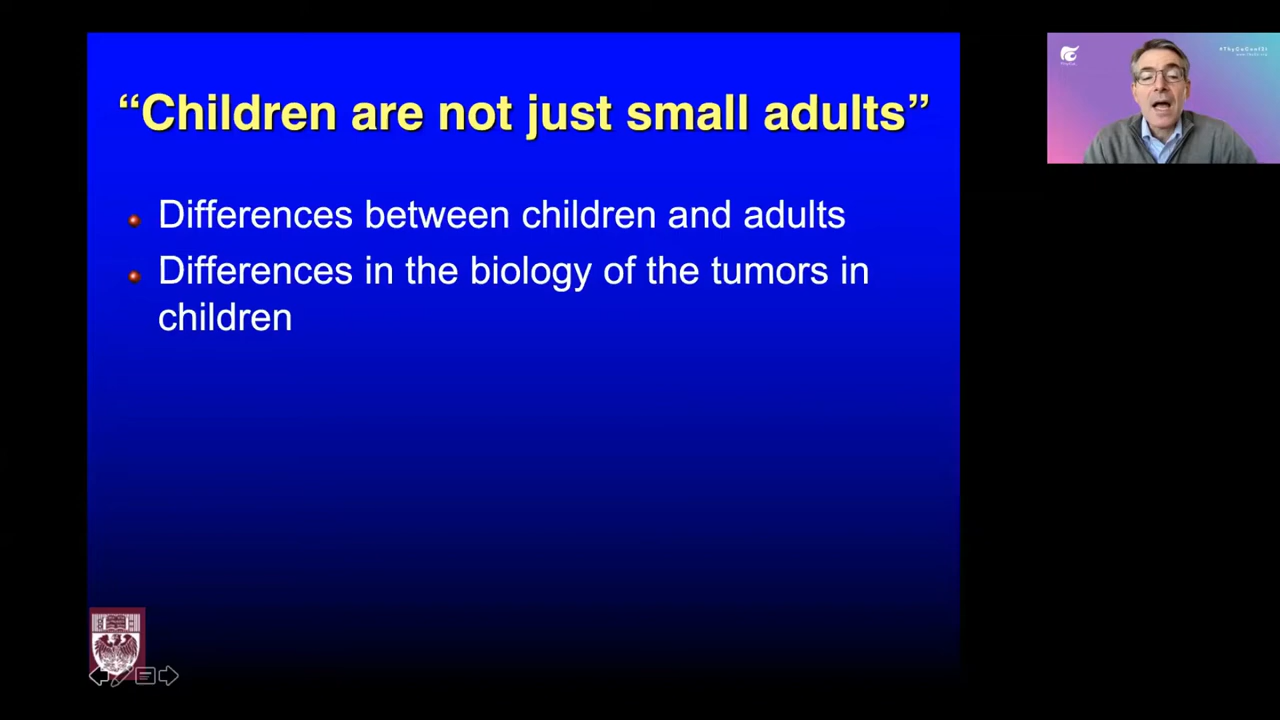 “Children are not just small adults”
Differences between children and adults
Differences in the biology of the tumors in
children